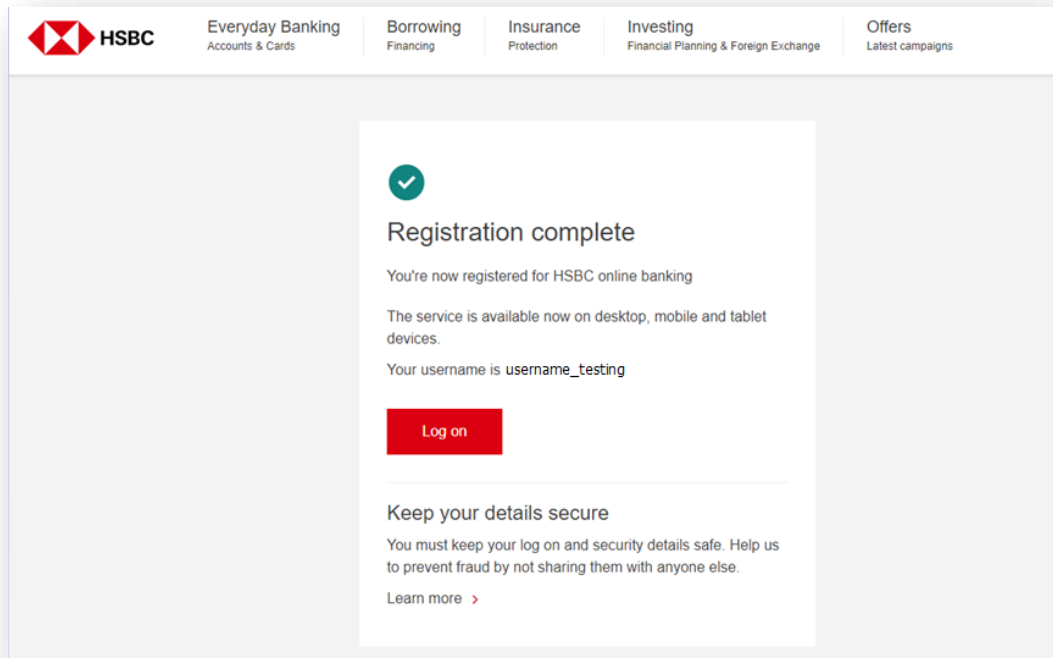 HSBC
Everyday Banking
Accounts & Cards
Borrowing
Financing
Insurance
Protection
Investing
Financial Planning & Foreign Exchange
Offers
Latest campaigns
Registration complete
You're now registered for HSBC online banking
The service is available now on desktop, mobile and tablet
devices.
Your username is username_testing
Log on
Keep your details secure
You must keep your log on and security details safe. Help us
to prevent fraud by not sharing them with anyone else.
Learn more